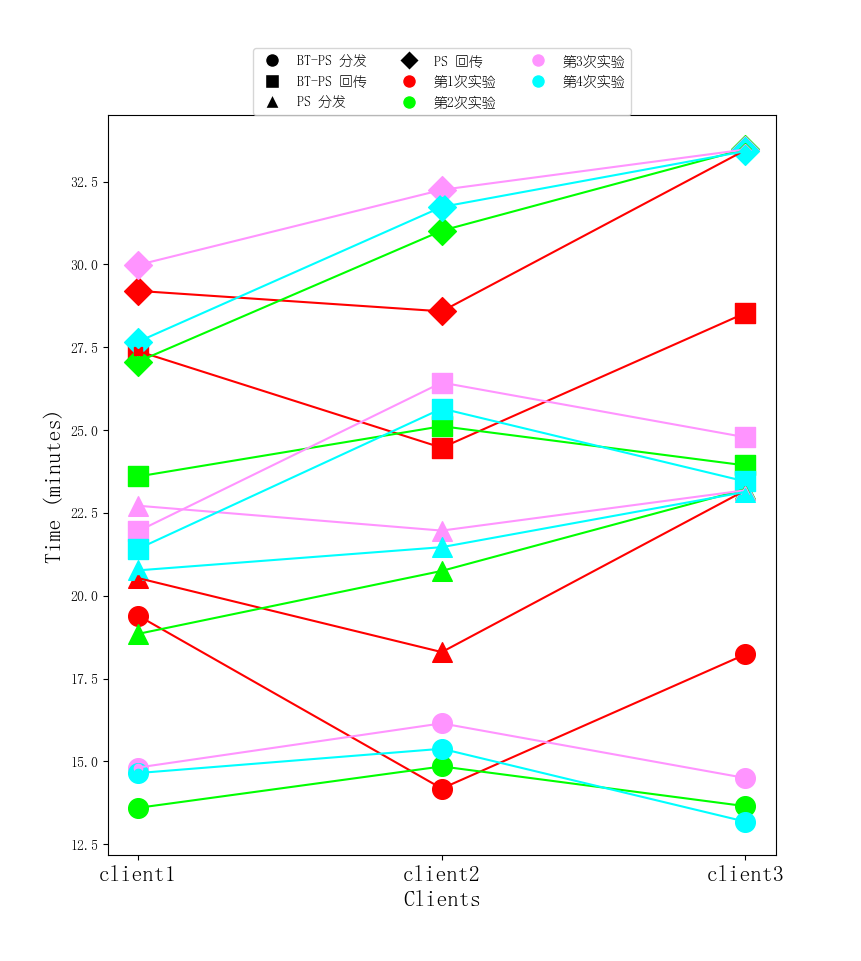 BT-PS 分发
BT-PS 回传
PS 分发
PS 回传
第1次实验
第2次实验
第3次实验
第4次实验
32.5
30.0
27.5
25.0
22.5
20.0
17.5
15.0
12.5
Time (minutes)
client1 client2 client3
Clients